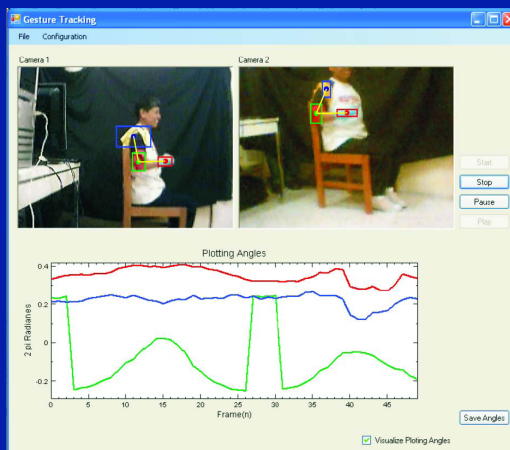 Gesture Tracking
File Configuration
Camera 1
Camera 2
Start
Stop
Pause
Play
Plotting Angles
0.4
0.2
0
-0.2
2 pi Radianes
0 5 10 15 20 25 30 35 40 45
Frame(n)
Save Angles
Visualize Ploting Angles